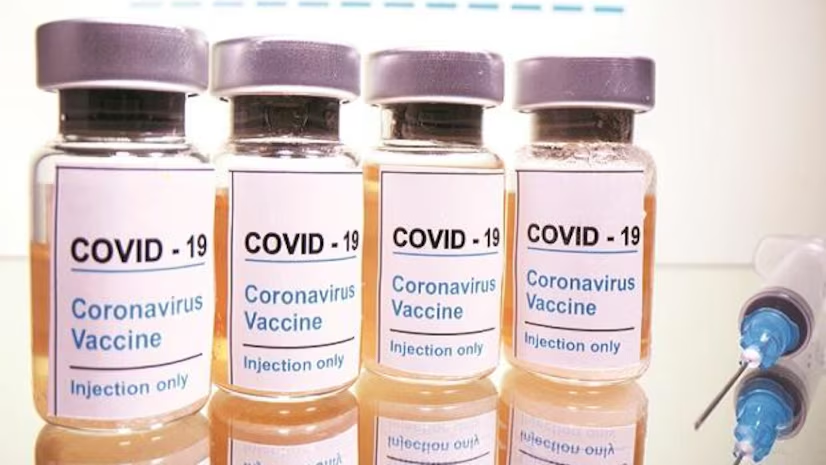 COVID - 19
Coronavirus
Vaccine
Injection only
COVID - 19
Coronavirus
Vaccine
Injection only
COVID - 19
Coronavirus
Vaccine
Injection only
COVID - 19
Coronavirus
Vaccine
Injection only